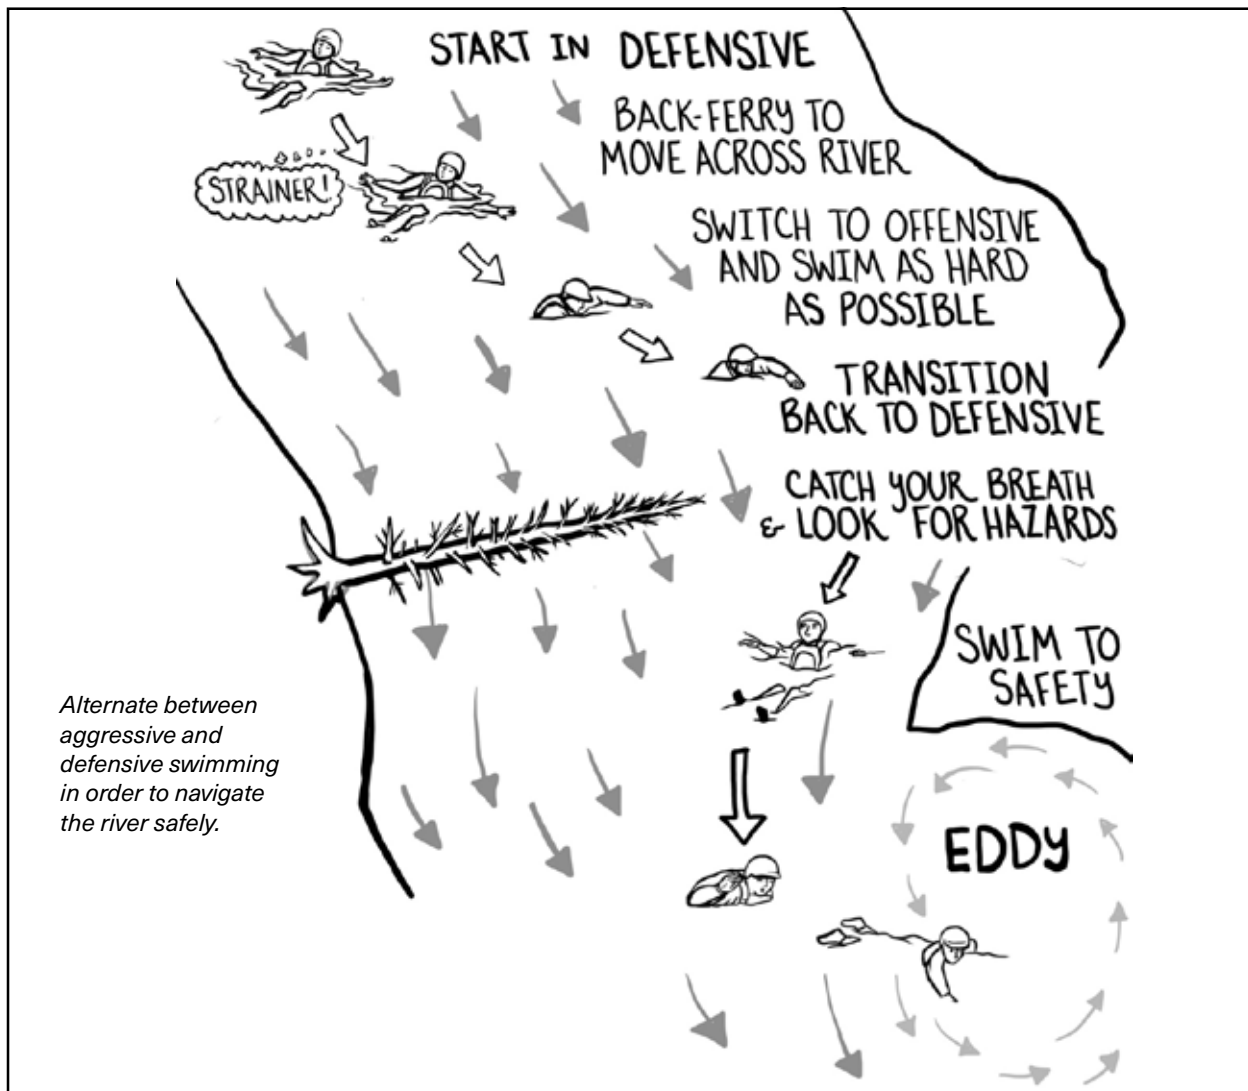 START IN DEFENSIVE
BACK-FERRY TO
MOVE ACROSS RIVER
STRAINER!
SWITCH TO OFFENSIVE
AND SWIM AS HARD
AS POSSIBLE
TRANSITION
BACK TO DEFENSIVE
CATCH YOUR BREATH
& LOOK FOR HAZARDS
SWIM TO
SAFETY
Alternate between
aggressive and
defensive swimming
in order to navigate
the river safely.
EDDY